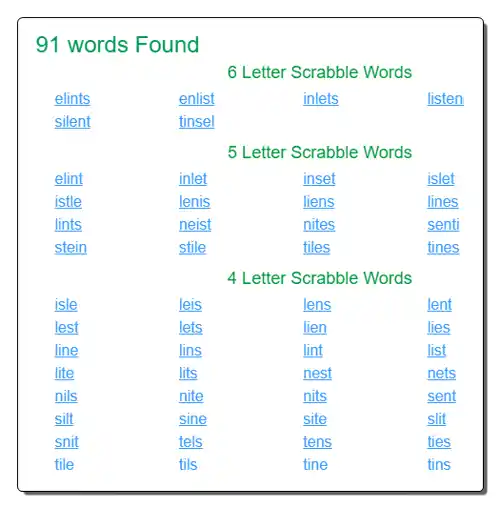 91 words Found
6 Letter Scrabble Words
elints enlist inlets listen
silent tinsel
5 Letter Scrabble Words
elint inlet inset islet
istle lenis liens lines
lints neist nites senti
stein stile tiles tines
4 Letter Scrabble Words
isle leis lens lent
lest lets lien lies
line lins lint list
lite lits nest nets
nils nite nits sent
silt sine site slit
snit tels tens ties
tile tils tine tins